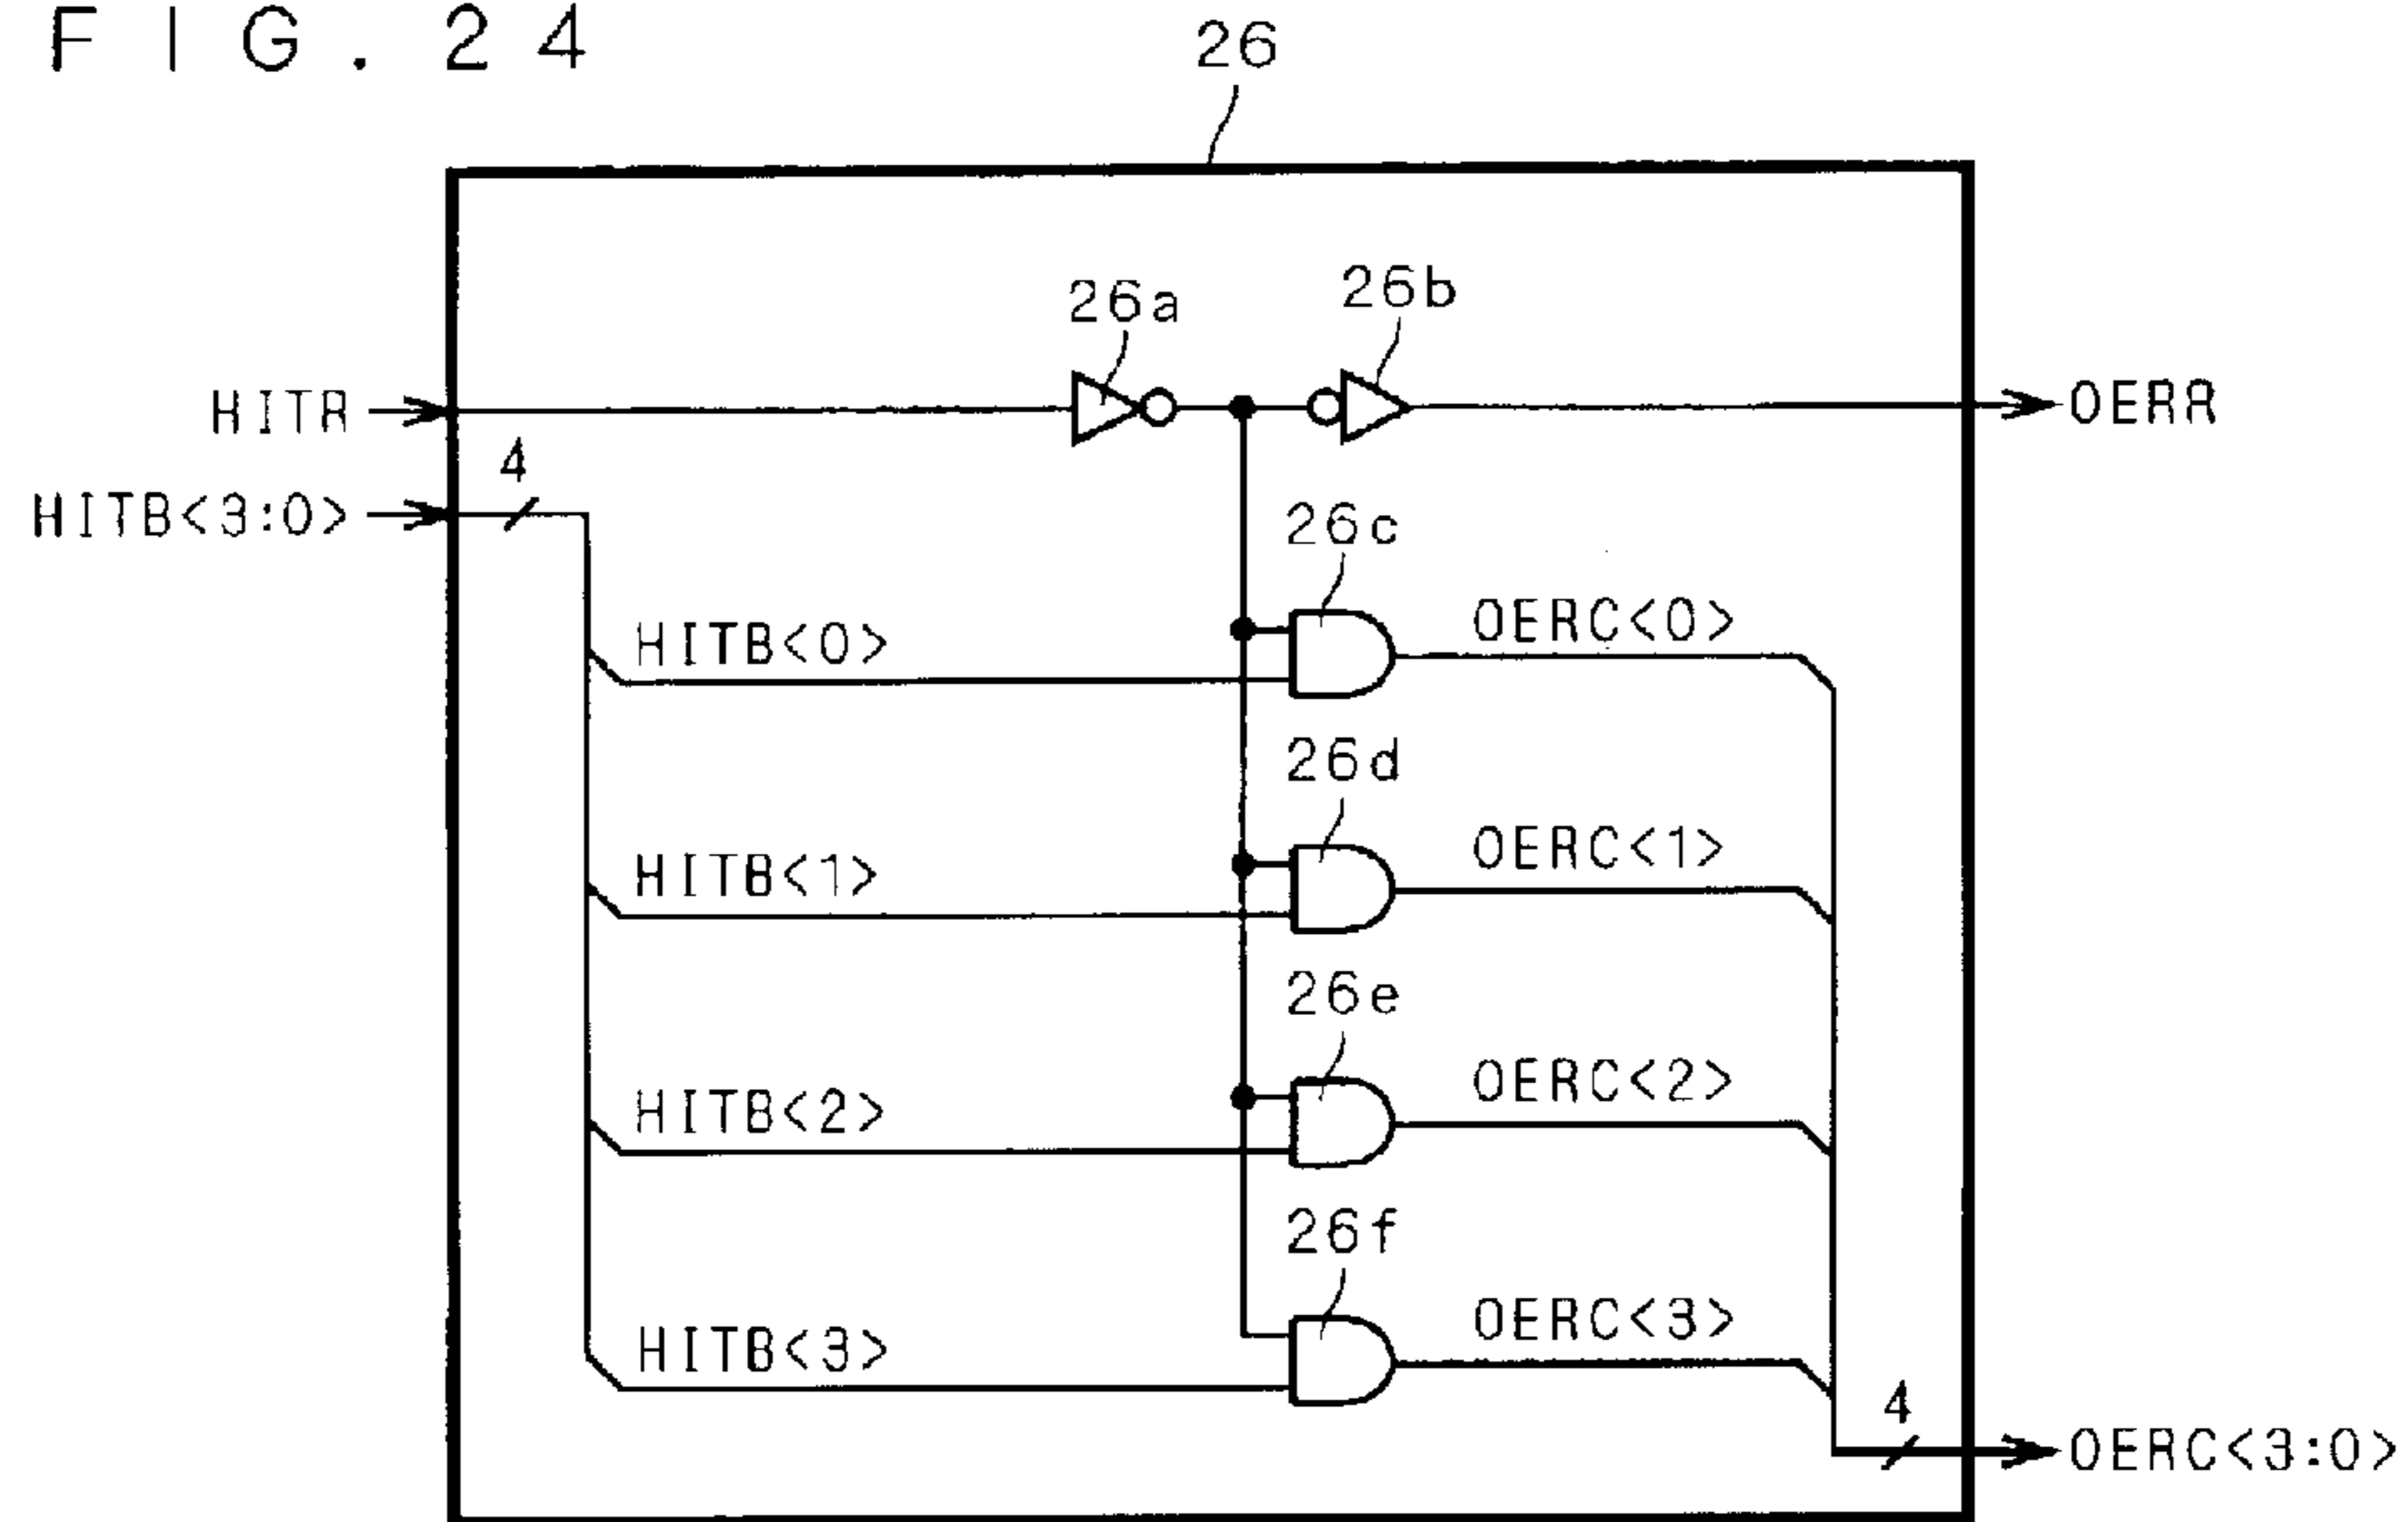 FIG.24
26
26a
26b
HITR
OERR
4
HITB<3:0>
26c
HITB<0>
OERC<0>
26d
HITB<1>
OERC<1>
26e
HITB<2>
OERC<2>
26f
HITB<3>
OERC<3>
4
OERC<3:0>